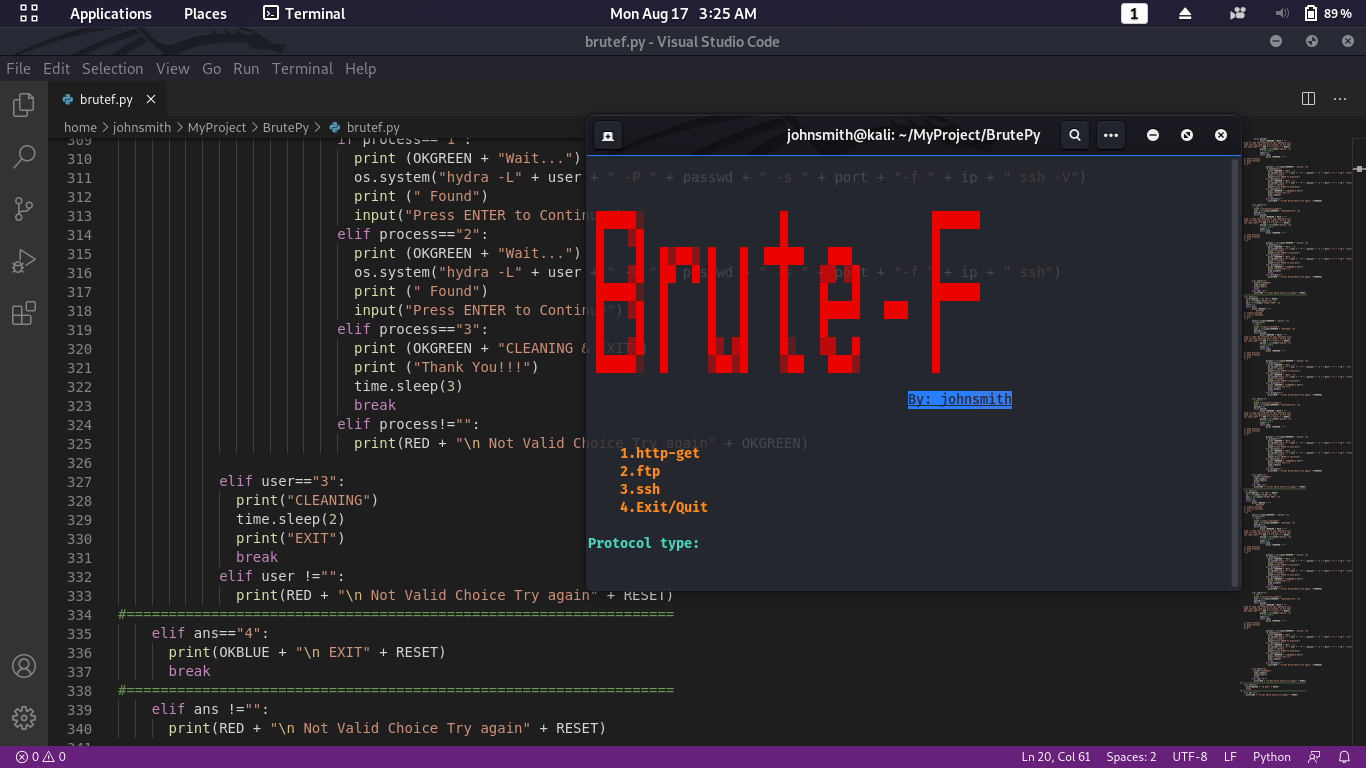 Applications Places Terminal Mon Aug 17 3:25 AM 1 89 %
brutef.py - Visual Studio Code
File Edit Selection View Go Run Terminal Help
brutef.py
home > johnsmith > MyProject > BrutePy > brutef.py
309 if process=="1":
310 print (OKGREEN + "Wait...")
311 os.system("hydra -L" + user + " -P " + passwd + " -s " + port + "-f " + ip + " ssh -V")
312 print (" Found")
313 input("Press ENTER to Continue")
314 elif process=="2":
315 print (OKGREEN + "Wait...")
316 os.system("hydra -L" + user + " -P " + passwd + " -s " + port + "-f " + ip + " ssh")
317 print (" Found")
318 input("Press ENTER to Continue")
319 elif process=="3":
320 print (OKGREEN + "CLEANING & EXIT")
321 print ("Thank You!!!")
322 time.sleep(3)
323 break
324 elif process!="":
325 print(RED + "\n Not Valid Choice Try again" + OKGREEN)
326
327 elif user=="3":
328 print("CLEANING")
329 time.sleep(2)
330 print("EXIT")
331 break
332 elif user !="":
333 print(RED + "\n Not Valid Choice Try again" + RESET)
334 #=================================================================
335 elif ans=="4":
336 print(OKBLUE + "\n EXIT" + RESET)
337 break
338 #=================================================================
339 elif ans !="":
340 print(RED + "\n Not Valid Choice Try again" + RESET)
341
johnsmith@kali: ~/MyProject/BrutePy
Brute-F
By: johnsmith
1.http-get
2.ftp
3.ssh
4.Exit/Quit
Protocol type:
0 0 Ln 20, Col 61 Spaces: 2 UTF-8 LF Python